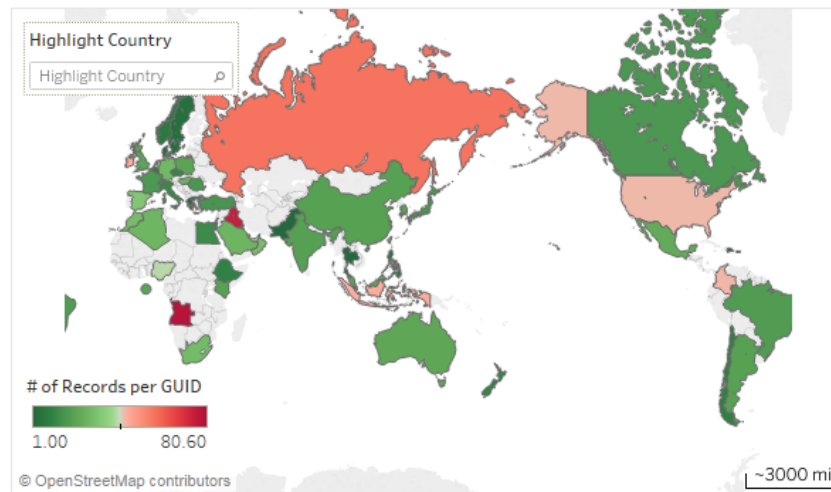 Highlight Country
Highlight Country
# of Records per GUID
1.00 80.60
© OpenStreetMap contributors
~3000 mi